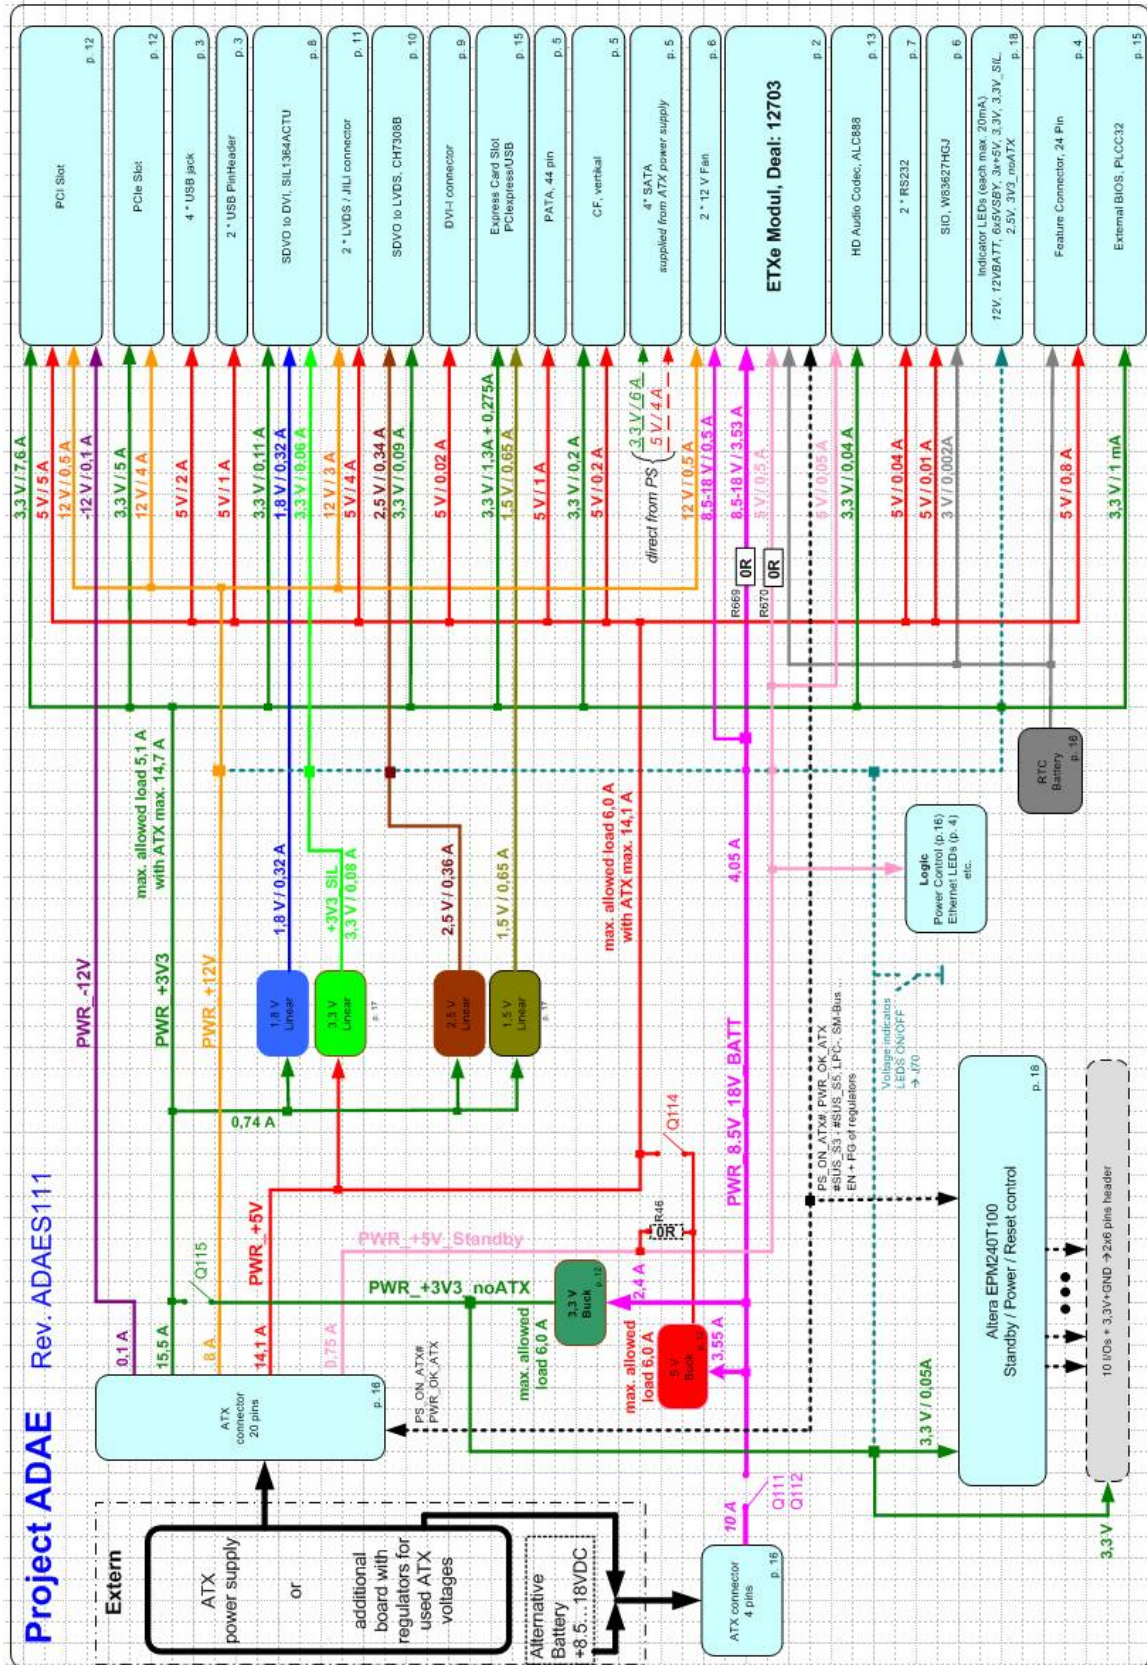 Project ADAE Rev. ADAES111
Extern
ATX
power supply
or
additional
board with
regulators for
used ATX
voltages
Alternative
Battery
+8.5...18VDC
ATX
connector
20 pins
p. 16
ATX connector
4 pins
p. 16
0,1 A
15,5 A
8 A
14,1 A
0,75 A
PS_ON_ATX#
PWR_OK_ATX
10 A
Q111
Q112
Q115
PWR_-12V
PWR_+3V3
PWR_+12V
PWR_+5V
PWR_+5V_Standby
PWR_+3V3_noATX
max. allowed
load 6,0 A
3,3 V
Buck
p. 12
2,4 A
max. allowed
load 6,0 A
5 V
Buck
3,55 A
R46
0R
Q114
PWR_8.5V_18V_BATT
4,05 A
0,74 A
1,8 V
Linear
3,3 V
Linear
p. 17
2,5 V
Linear
1,5 V
Linear
p. 17
max. allowed load 5,1 A
with ATX max. 14,7 A
1,8 V / 0,32 A
+3V3_SIL
3,3 V / 0,08 A
2,5 V / 0,36 A
1,5 V / 0,65 A
max. allowed load 6,0 A
with ATX max. 14,1 A
PS_ON_ATX#, PWR_OK_ATX
#SUS_S3 - #SUS_S5, LPC-, SM-Bus
EN + PG of regulators
Voltage indicatos
LEDS ON/OFF
→ J70
Logic
Power Control (p.16)
Ethernet LEDs (p. 4)
etc.
RTC
Battery
p. 16
3,3 V / 0,05A
Altera EPM240T100
Standby / Power / Reset control
p. 18
10 I/Os + 3,3V+GND →2x6 pins header
3,3 V
R669
0R
R670
0R
3,3 V / 7,6 A
5 V / 5 A
12 V / 0,5 A
-12 V / 0,1 A
PCI Slot
p. 12
3,3 V / 5 A
12 V / 4 A
PCIe Slot
p. 12
5 V / 2 A
4 * USB jack
p. 3
5 V / 1 A
2 * USB PinHeader
p. 3
3,3 V / 0,11 A
1,8 V / 0,32 A
3,3 V / 0,06 A
SDVO to DVI, SIL1364ACTU
p. 8
12 V / 3 A
5 V / 4 A
2 * LVDS / JILI connector
p. 11
2,5 V / 0,34 A
3,3 V / 0,09 A
SDVO to LVDS, CH7308B
p. 10
5 V / 0,02 A
DVI-I connector
p. 9
3,3 V / 1,3A + 0,275A
1,5 V / 0,65 A
Express Card Slot
PCIexpress/USB
p. 15
5 V / 1 A
PATA, 44 pin
p. 5
3,3 V / 0,2 A
5 V / 0,2 A
CF, vertikal
p. 5
direct from PS
3,3 V / 6 A
5 V / 4 A
4* SATA
supplied from ATX power supply
p. 5
12 V / 0,5 A
8,5-18 V / 0,5 A
2 * 12 V Fan
p. 6
8,5-18 V / 3,53 A
5 V / 0,5 A
ETXe Modul, Deal: 12703
p. 2
5 V / 0,05 A
3,3 V / 0,04 A
HD Audio Codec, ALC888
p. 13
5 V / 0,04 A
2 * RS232
p. 7
5 V / 0,01 A
3 V / 0,002A
SIO, W83627HGJ
p. 6
Indicator LEDs (each max. 20mA)
12V, 12VBATT, 6x5VSBY, 3x+5V, 3,3V, 3,3V_SIL,
2,5V, 3V3_noATX
p. 18
5 V / 0,8 A
Feature Connector, 24 Pin
p. 4
3,3 V / 1 mA
External BIOS, PLCC32
p. 15